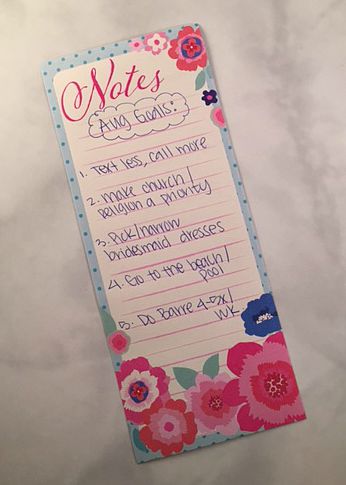 Notes
Aug Goals:
1. Text less, call more
2. make church/
religion a priority
3. Pick/narrow
bridesmaid dresses
4. Go to the beach/
pool
5. Do Barre 4-5x/
wk